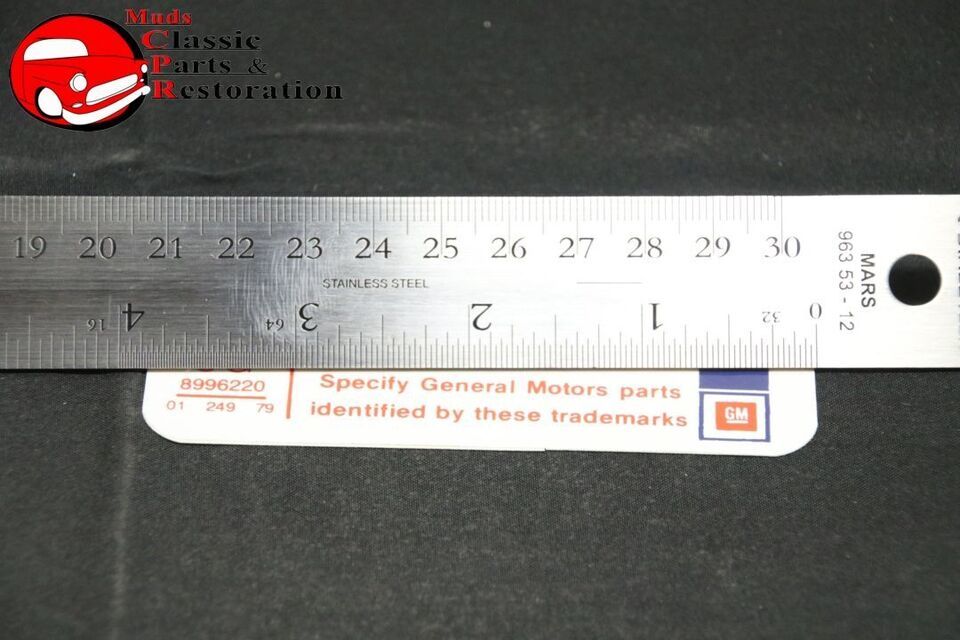 Muds
Classic
Parts &
Restoration
19 20 21 22 23 24 25 26 27 28 29 30
STAINLESS STEEL
MARS
963 53 - 12
16 4 64 3 2 1 32 0
8996220
01 249 79
Specify General Motors parts
identified by these trademarks
GM